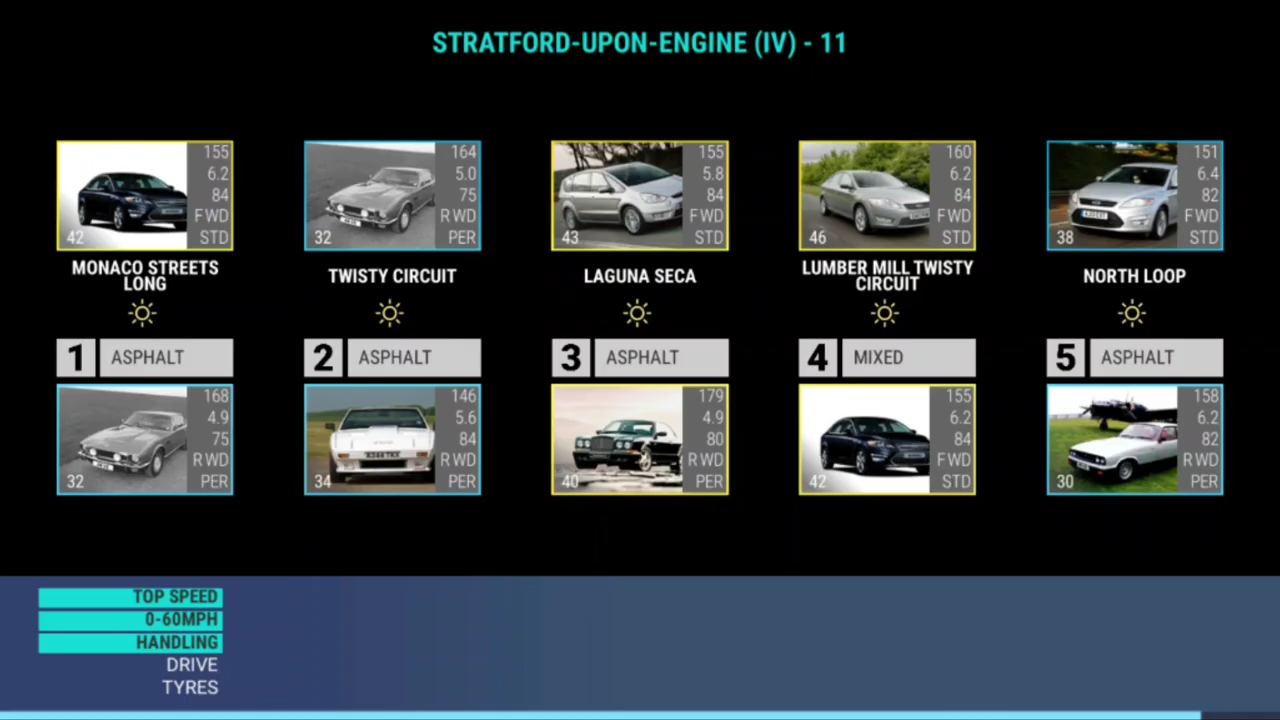 STRATFORD-UPON-ENGINE (IV) - 11
155
6.2
84
FWD
STD
42
164
5.0
75
RWD
PER
32
155
5.8
84
FWD
STD
43
160
6.2
84
FWD
STD
46
151
6.4
82
FWD
STD
38
MONACO STREETS
LONG
TWISTY CIRCUIT
LAGUNA SECA
LUMBER MILL TWISTY
CIRCUIT
NORTH LOOP
1 ASPHALT
2 ASPHALT
3 ASPHALT
4 MIXED
5 ASPHALT
168
4.9
75
RWD
PER
32
146
5.6
84
RWD
PER
34
179
4.9
80
RWD
PER
40
155
6.2
84
FWD
STD
42
158
6.2
82
RWD
PER
30
TOP SPEED
0-60MPH
HANDLING
DRIVE
TYRES